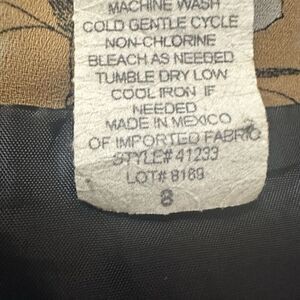 MACHINE WASH
COLD GENTLE CYCLE
NON-CHLORINE
BLEACH AS NEEDED
TUMBLE DRY LOW
COOL IRON IF
NEEDED
MADE IN MEXICO
OF IMPORTED FABRIC
STYLE# 41233
LOT# 8169
8